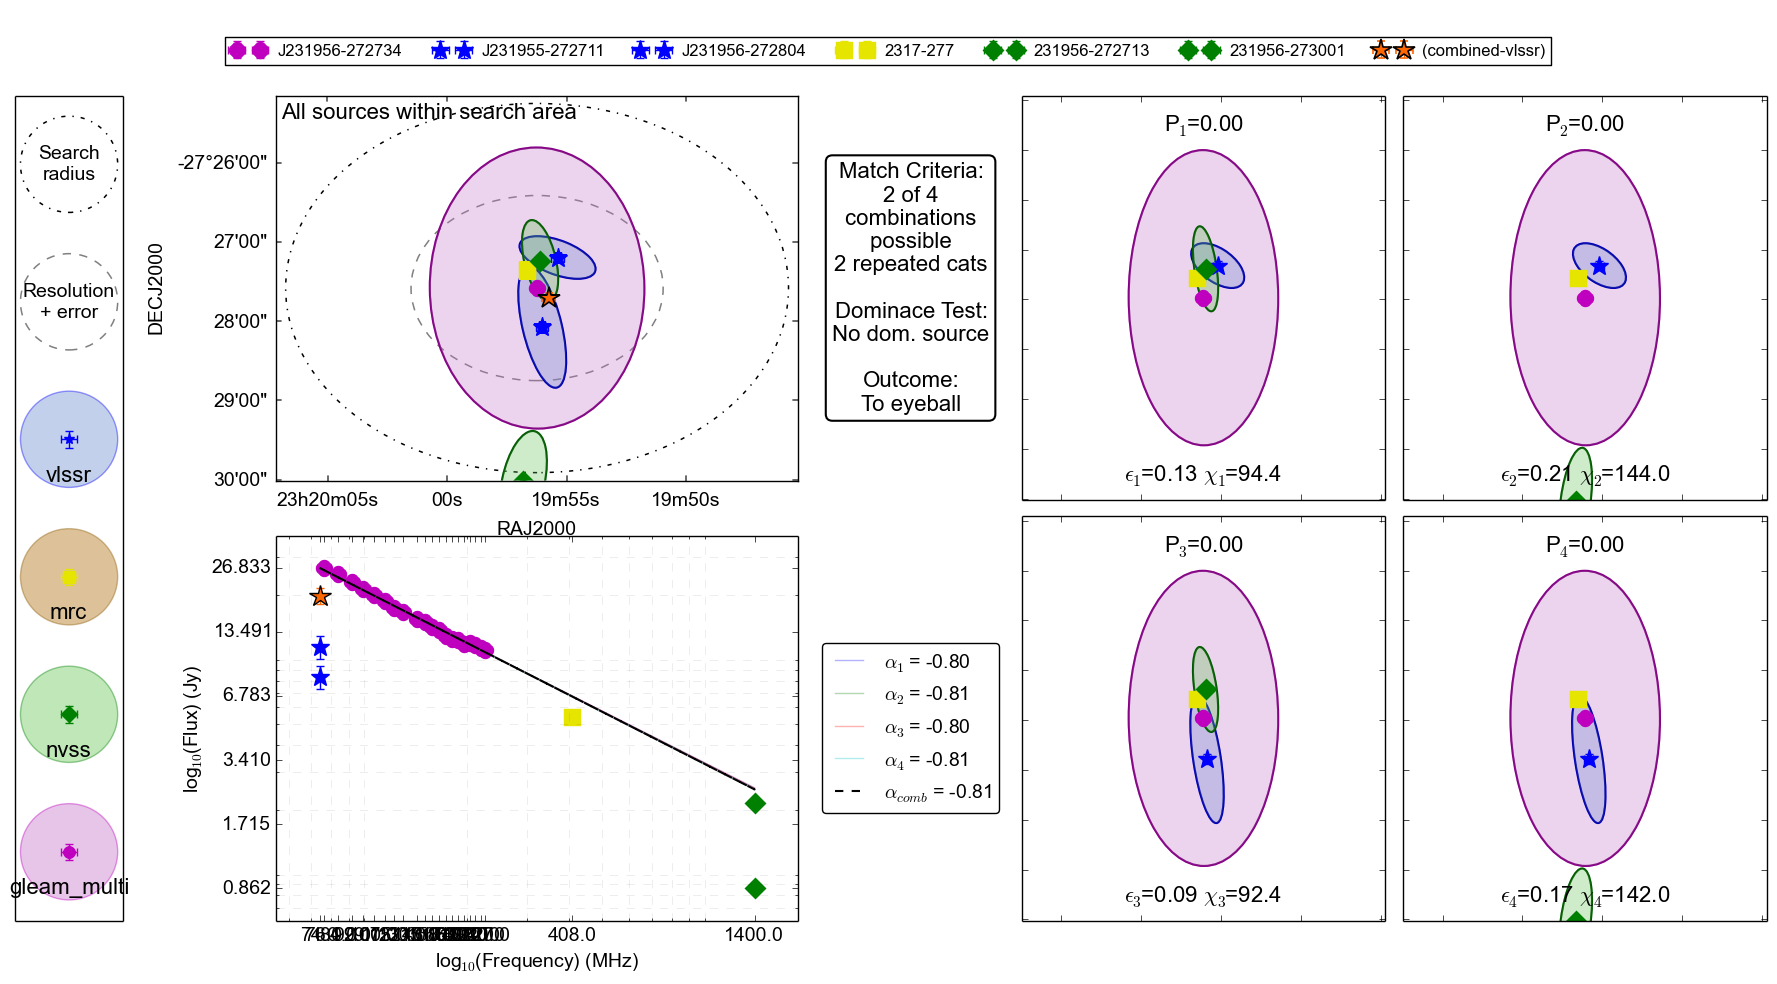 J231956-272734 J231955-272711 J231956-272804 2317-277 231956-272713 231956-273001 (combined-vlssr)
Search
radius
Resolution
+ error
vlssr
mrc
nvss
gleam_multi
All sources within search area
DECJ2000
-27°26'00"
27'00"
28'00"
29'00"
30'00"
23h20m05s 00s 19m55s 19m50s
RAJ2000
Match Criteria:
2 of 4
combinations
possible
2 repeated cats
Dominace Test:
No dom. source
Outcome:
To eyeball
P1=0.00
ϵ1=0.13 χ1=94.4
P2=0.00
ϵ2=0.21 χ2=144.0
log10(Flux) (Jy)
26.833
13.491
6.783
3.410
1.715
0.862
408.0 1400.0
log10(Frequency) (MHz)
α1 = -0.80
α2 = -0.81
α3 = -0.80
α4 = -0.81
αcomb = -0.81
P3=0.00
ϵ3=0.09 χ3=92.4
P4=0.00
ϵ4=0.17 χ4=142.0